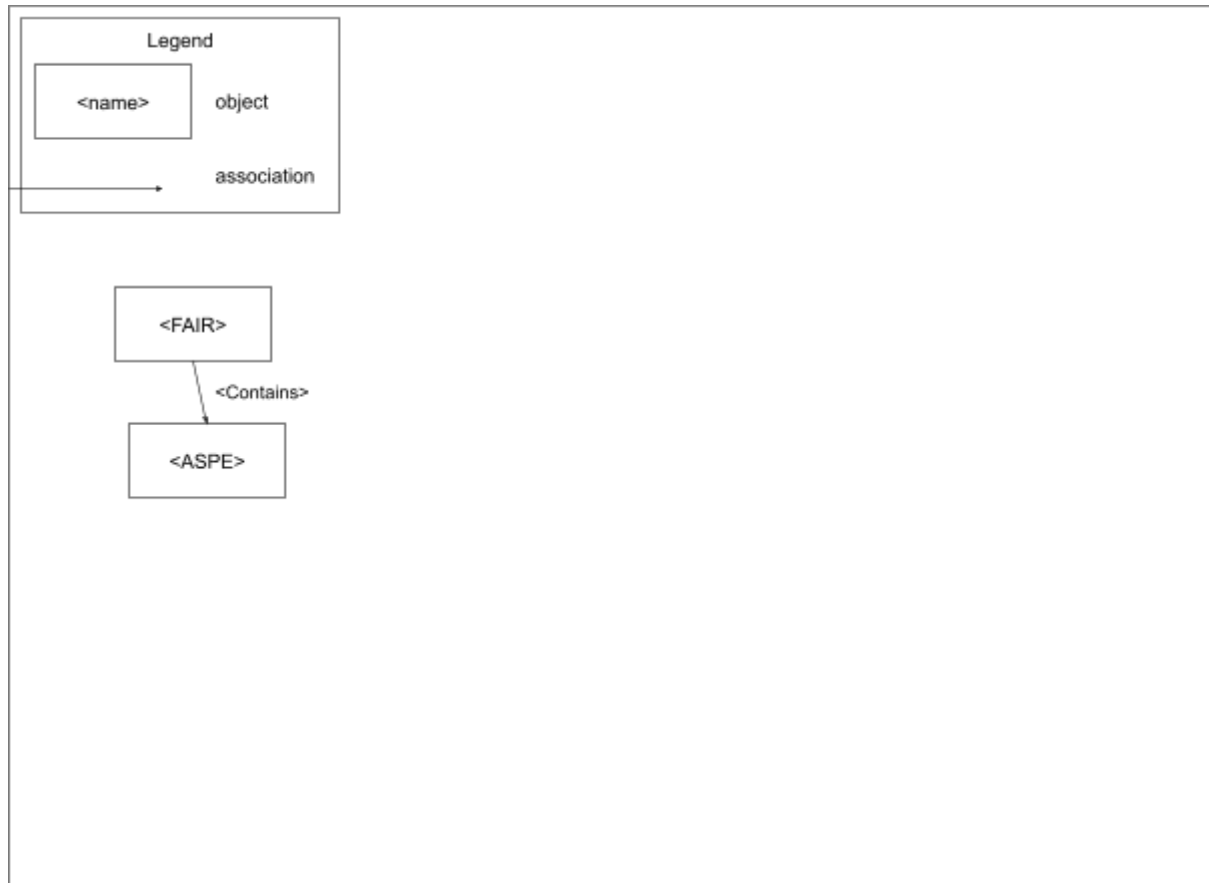 Legend
<name>
object
association
<FAIR>
<Contains>
<ASPE>